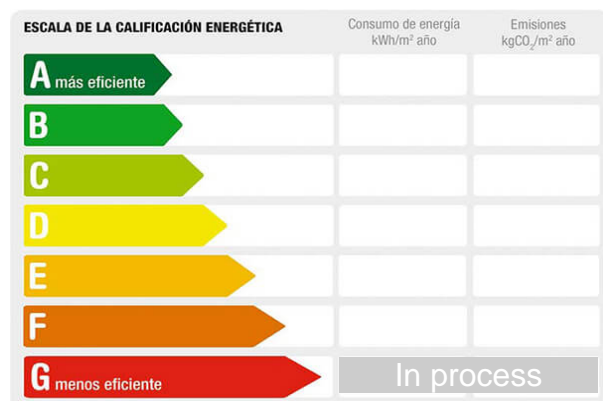 ESCALA DE LA CALIFICACIÓN ENERGÉTICA
Consumo de energía
kWh/m² año
Emisiones
kgCO₂/m² año
A más eficiente
B
C
D
E
F
G menos eficiente
In process